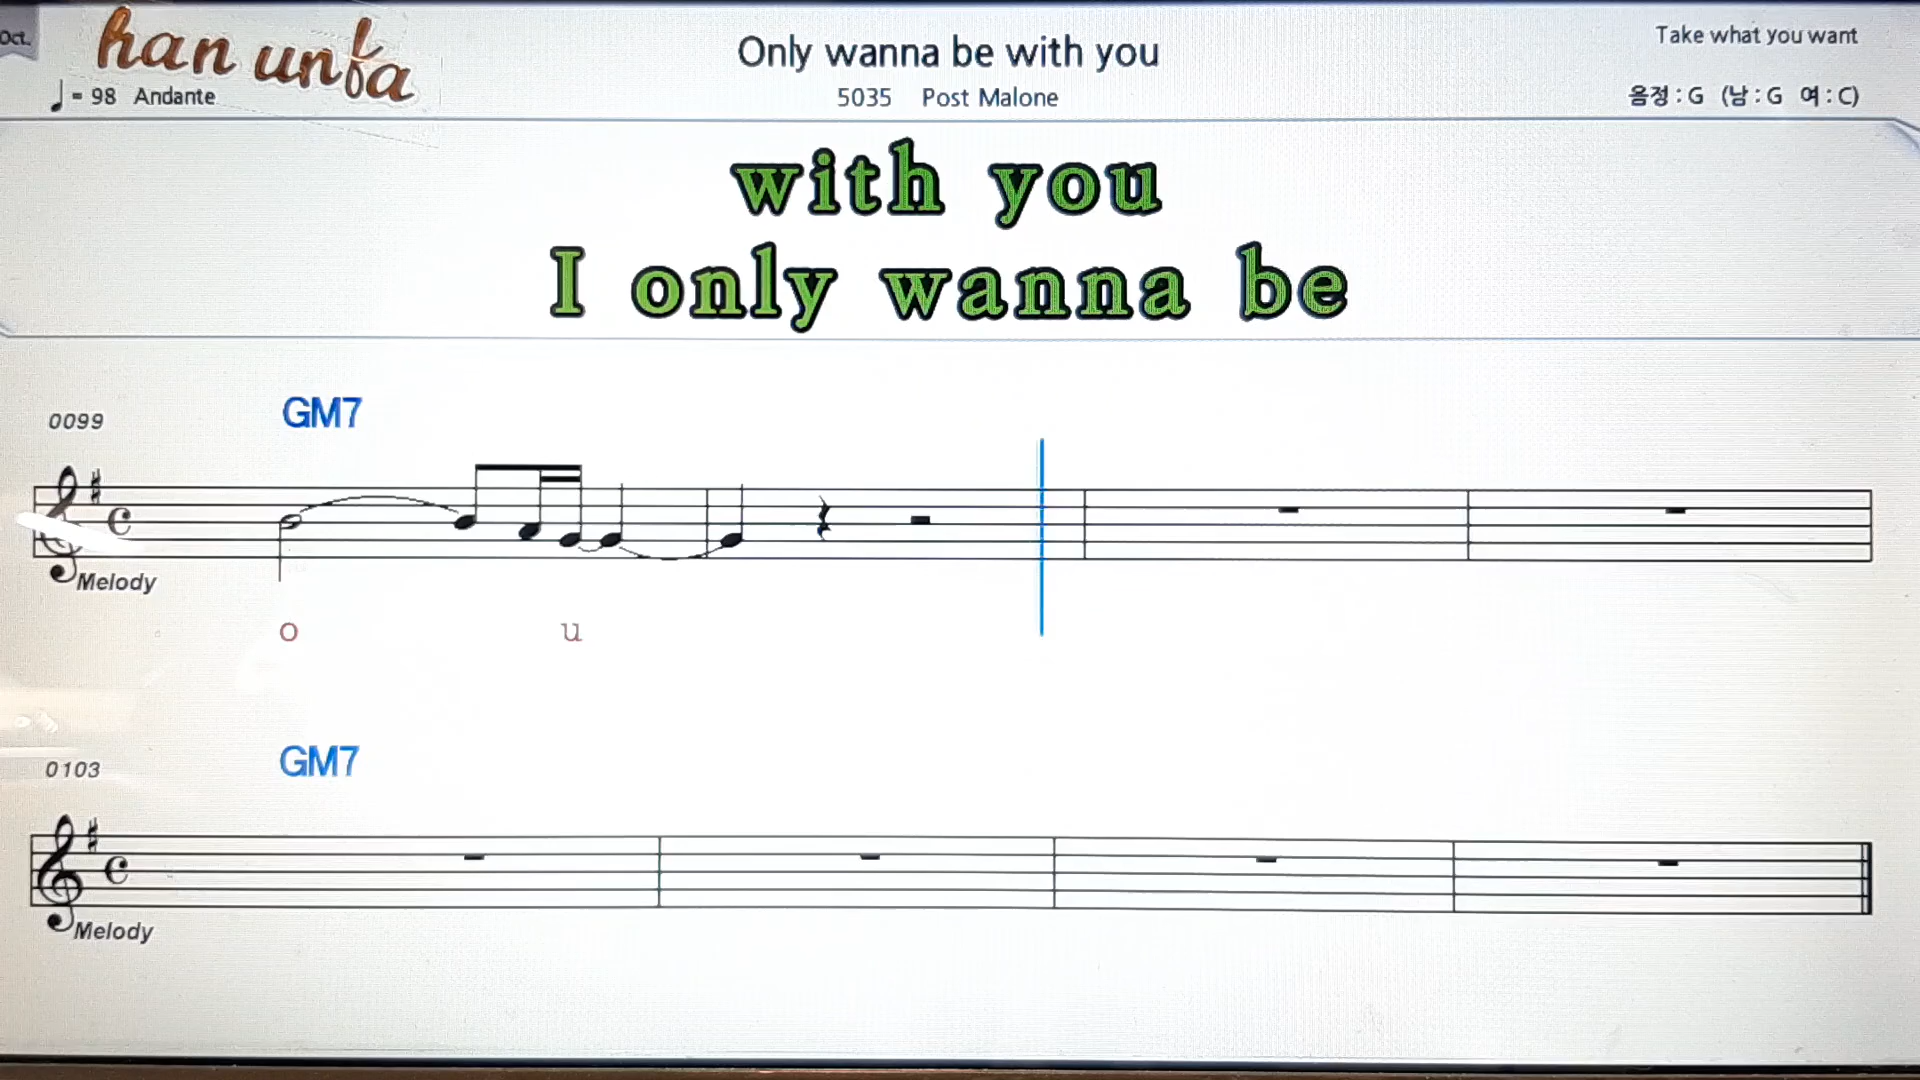 Oct.
han unfa
Only wanna be with you
Take what you want
♩ = 98 Andante
5035 Post Malone
음정 : G (남 : G 여 : C)
with you
I only wanna be
0099
GM7
Melody
o u
0103
GM7
Melody